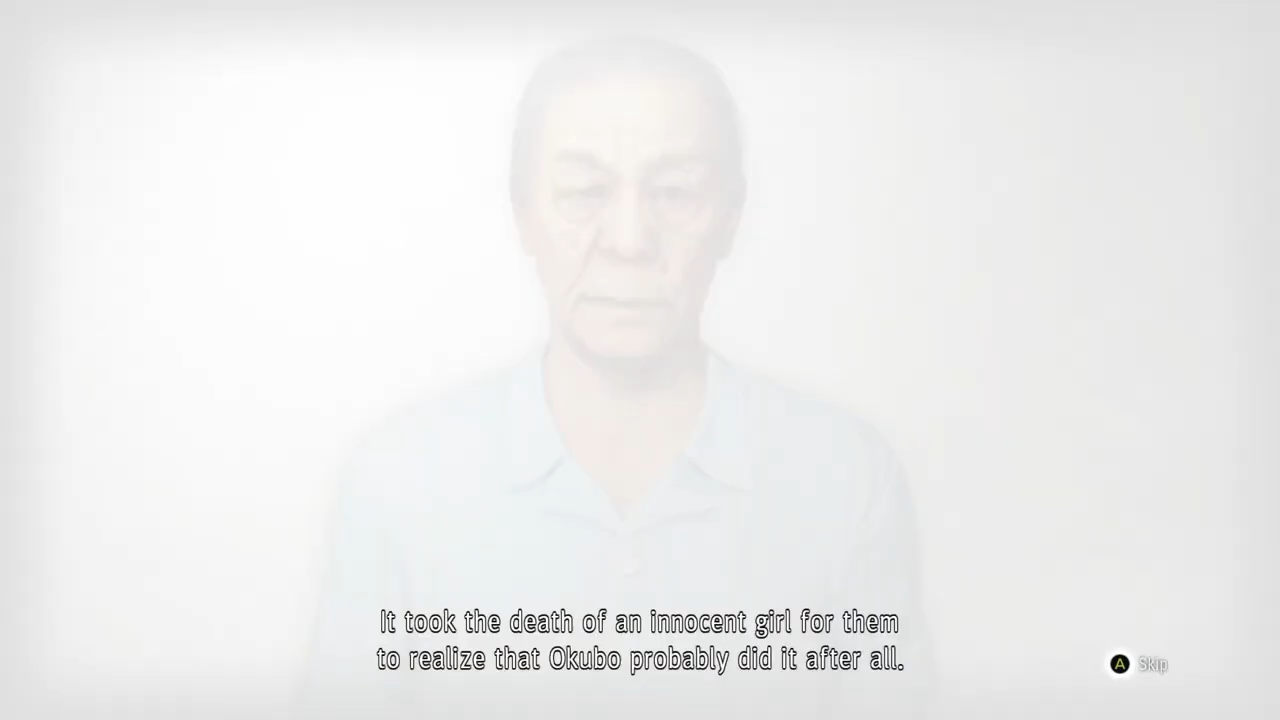 It took the death of an innocent girl for them
to realize that Okubo probably did it after all.
A Skip